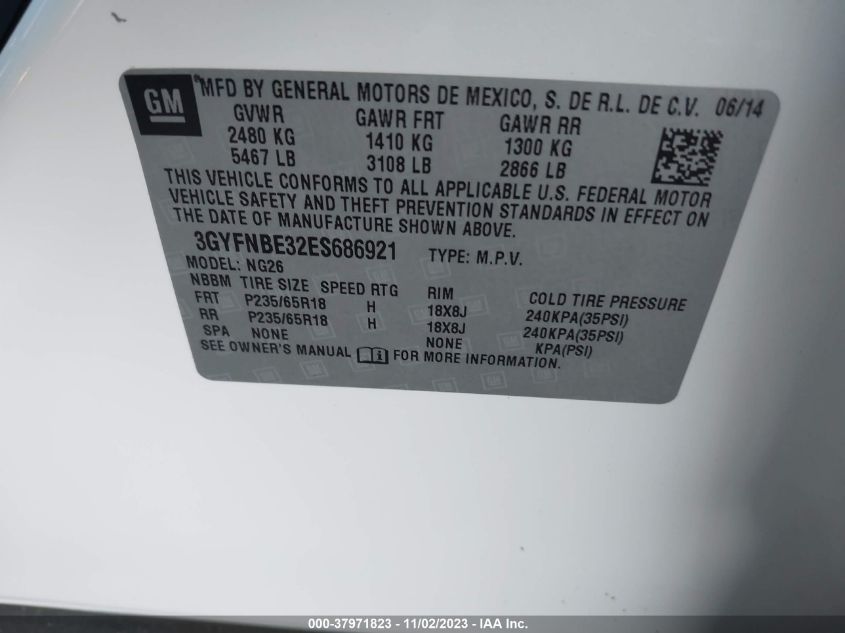 GM
MFD BY GENERAL MOTORS DE MEXICO, S. DE R.L. DE C.V. 06/14
GVWR GAWR FRT GAWR RR
2480 KG 1410 KG 1300 KG
5467 LB 3108 LB 2866 LB
THIS VEHICLE CONFORMS TO ALL APPLICABLE U.S. FEDERAL MOTOR
VEHICLE SAFETY AND THEFT PREVENTION STANDARDS IN EFFECT ON
THE DATE OF MANUFACTURE SHOWN ABOVE.
3GYFNBE32ES686921 TYPE: M.P.V.
MODEL: NG26
NBBM TIRE SIZE SPEED RTG RIM COLD TIRE PRESSURE
FRT P235/65R18 H 18X8J 240KPA(35PSI)
RR P235/65R18 H 18X8J 240KPA(35PSI)
SPA NONE NONE KPA(PSI)
SEE OWNER'S MANUAL FOR MORE INFORMATION.
000-37971823 - 11/02/2023 - IAA Inc.